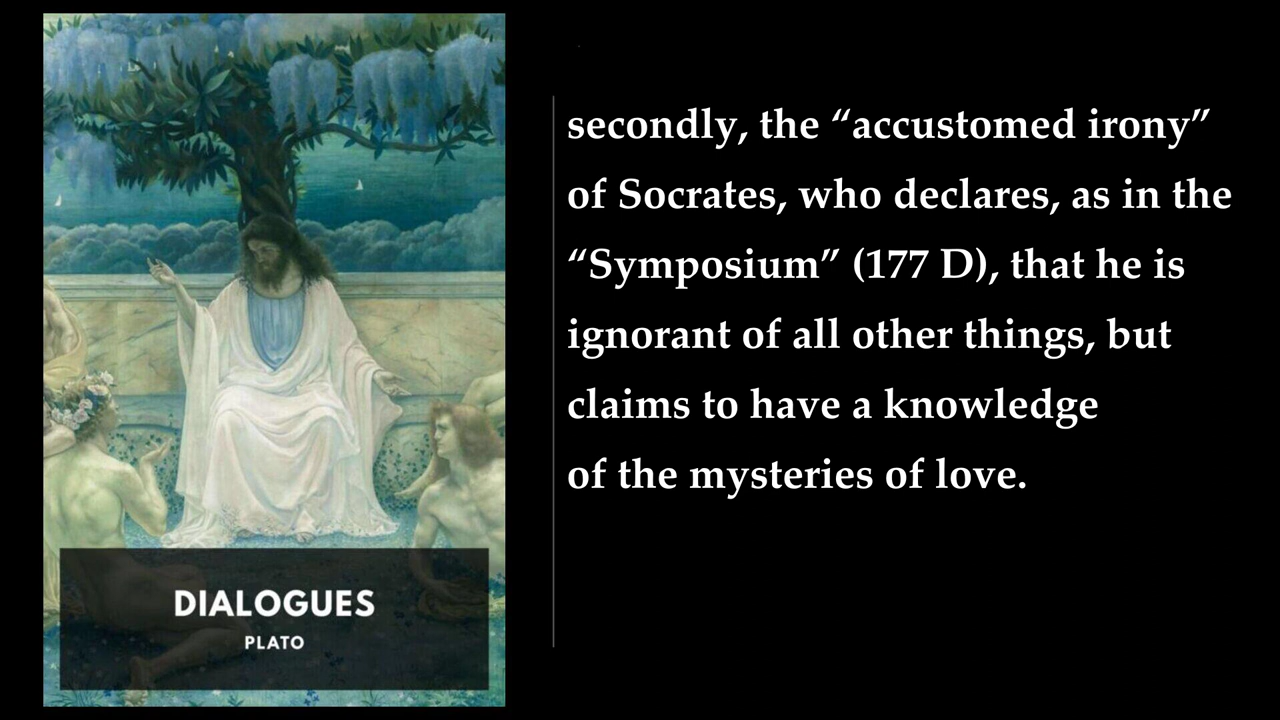 DIALOGUES
PLATO
secondly, the “accustomed irony”
of Socrates, who declares, as in the
“Symposium” (177 D), that he is
ignorant of all other things, but
claims to have a knowledge
of the mysteries of love.